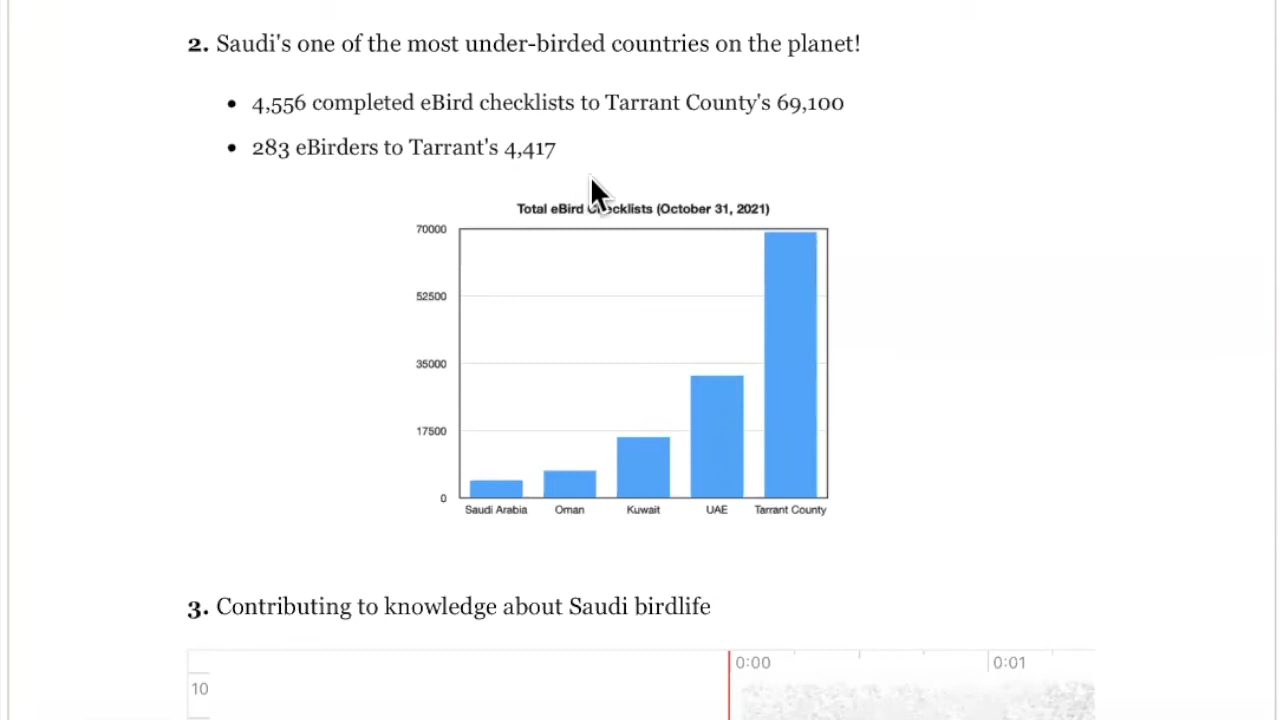 2. Saudi's one of the most under-birded countries on the planet!
• 4,556 completed eBird checklists to Tarrant County's 69,100
• 283 eBirders to Tarrant's 4,417
Total eBird Checklists (October 31, 2021)
70000
52500
35000
17500
0
Saudi Arabia Oman Kuwait UAE Tarrant County
3. Contributing to knowledge about Saudi birdlife
0:00 0:01
10